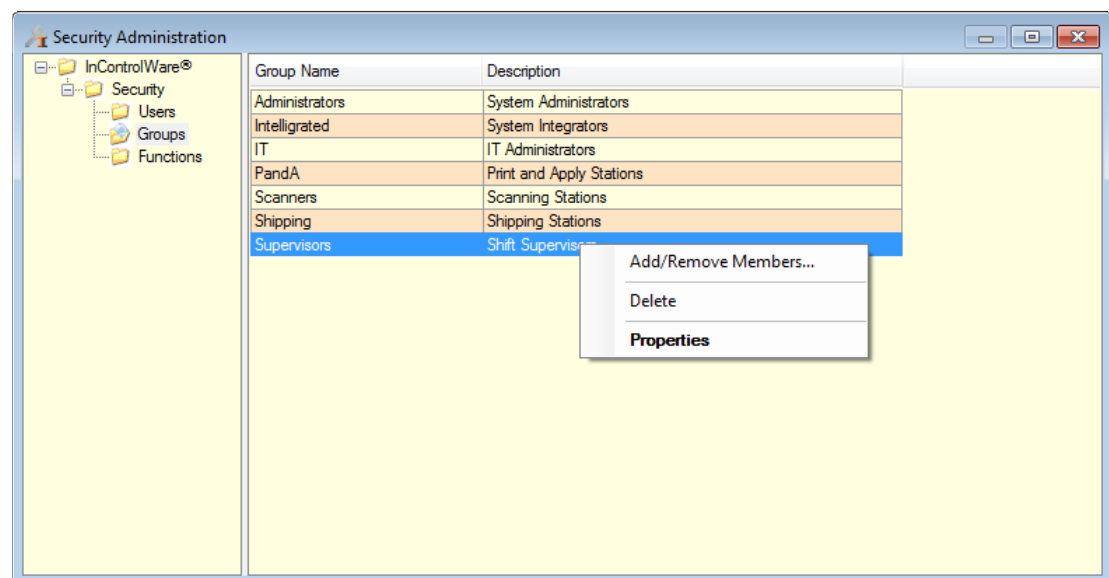 Security Administration
InControlWare®
Security
Users
Groups
Functions
Group Name Description
Administrators System Administrators
Intelligrated System Integrators
IT IT Administrators
PandA Print and Apply Stations
Scanners Scanning Stations
Shipping Shipping Stations
Supervisors Shift
Add/Remove Members...
Delete
Properties